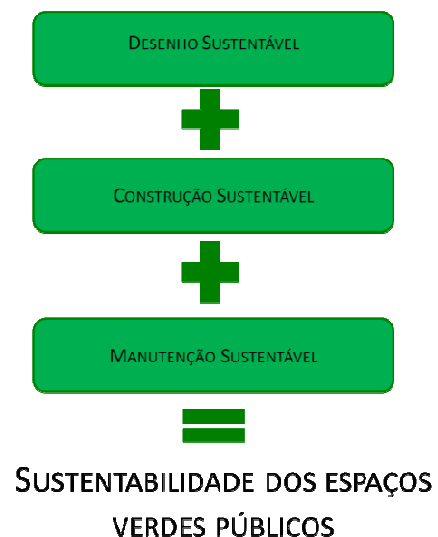 DESENHO SUSTENTÁVEL
+
CONSTRUÇÃO SUSTENTÁVEL
+
MANUTENÇÃO SUSTENTÁVEL
=
SUSTENTABILIDADE DOS ESPAÇOS
VERDES PÚBLICOS